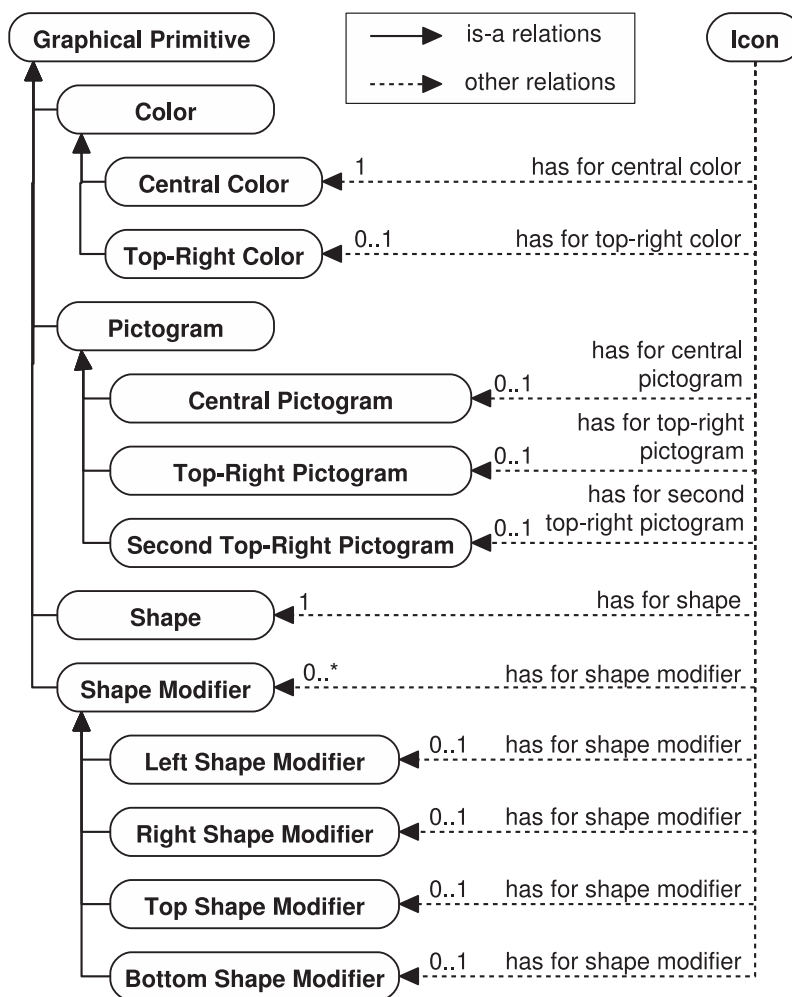 Graphical Primitive
is-a relations
other relations
Icon
Color
Central Color
1
has for central color
Top-Right Color
0..1
has for top-right color
Pictogram
Central Pictogram
0..1
has for central
pictogram
Top-Right Pictogram
0..1
has for top-right
pictogram
Second Top-Right Pictogram
0..1
has for second
top-right pictogram
Shape
1
has for shape
Shape Modifier
0..*
has for shape modifier
Left Shape Modifier
0..1
has for shape modifier
Right Shape Modifier
0..1
has for shape modifier
Top Shape Modifier
0..1
has for shape modifier
Bottom Shape Modifier
0..1
has for shape modifier